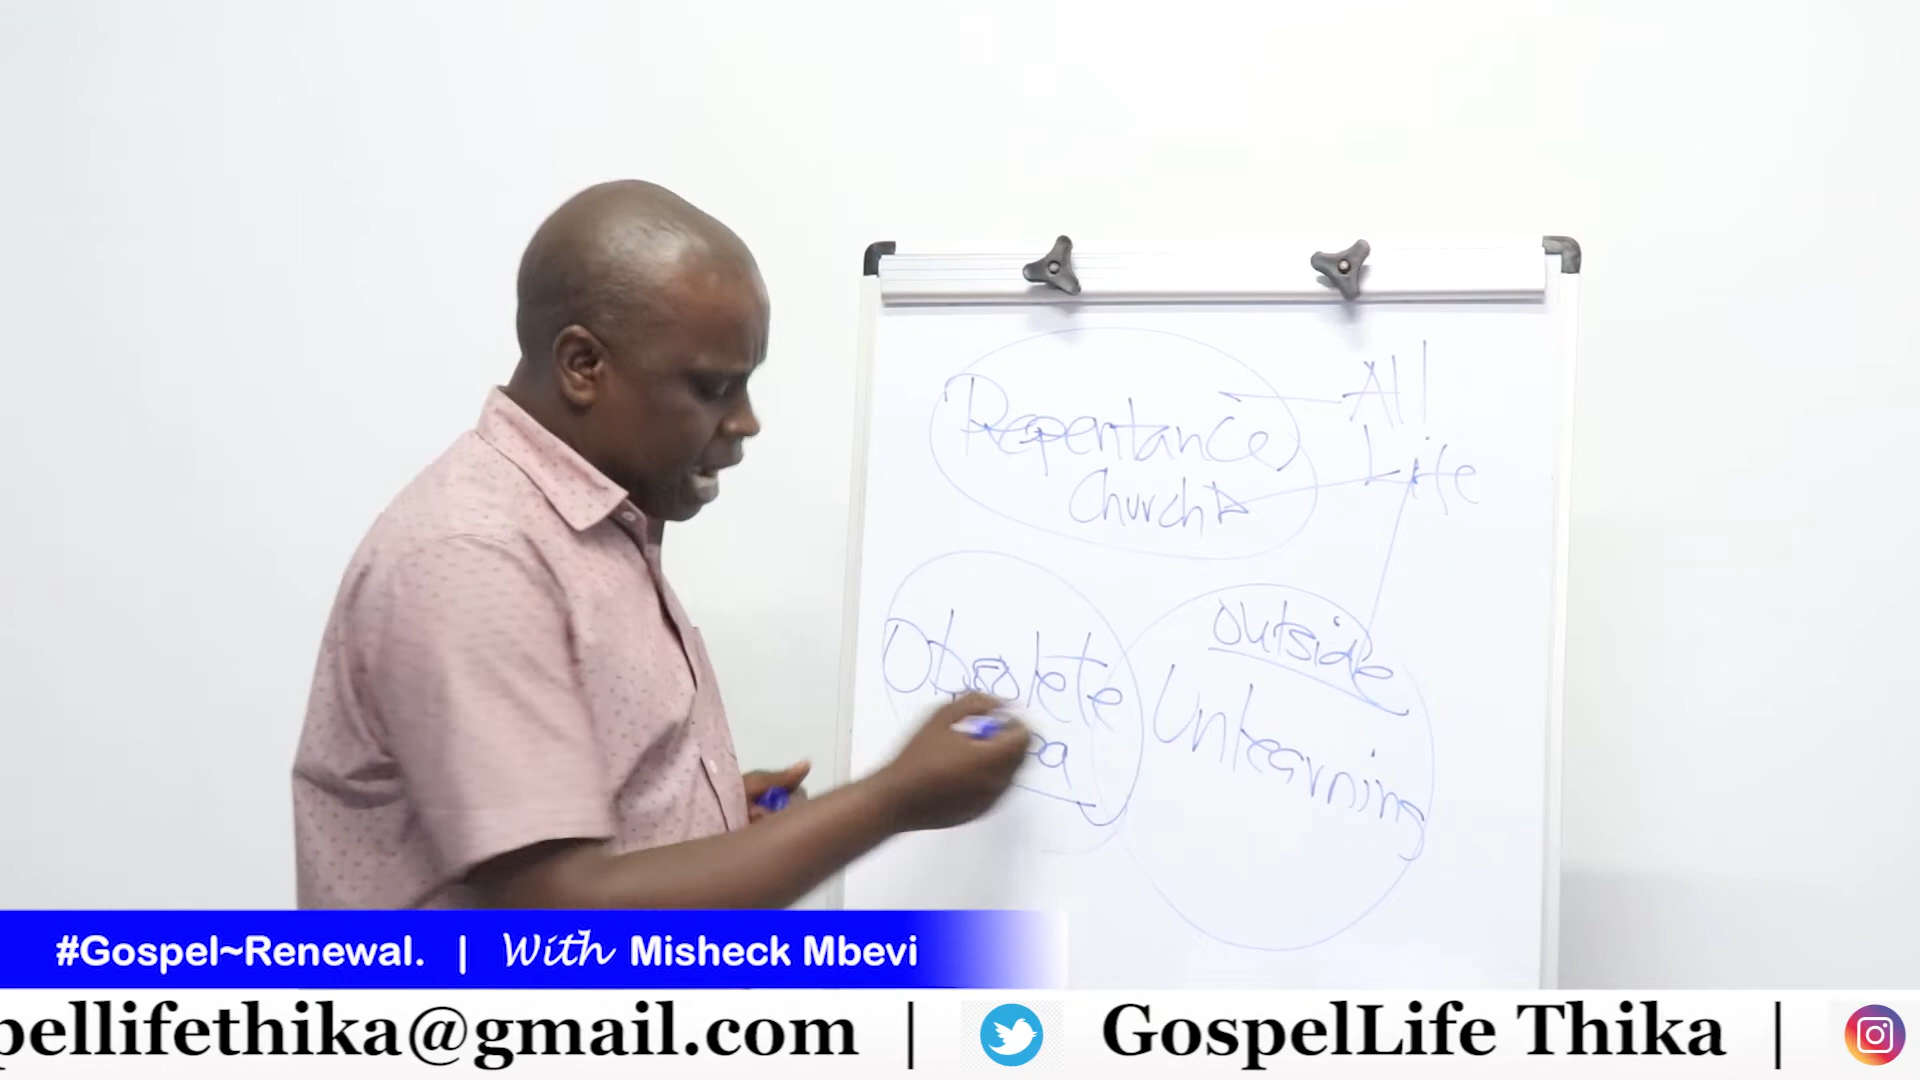 Repentance
Church
All
Life
Obsolete
Outside
Unlearning
#Gospel~Renewal. | With Misheck Mbevi
pellifethika@gmail.com | GospelLife Thika |